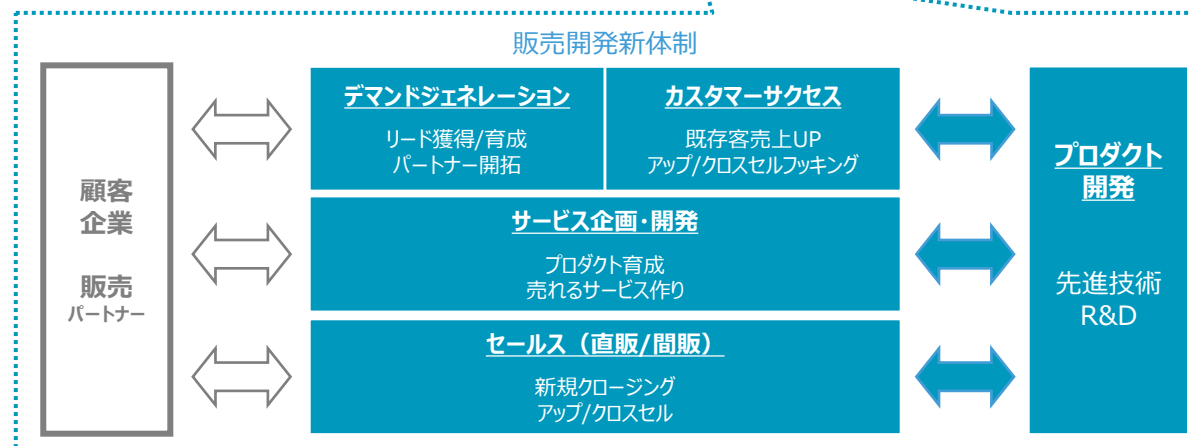 販売開発新体制
顧客
企業
販売
パートナー
デマンドジェネレーション
リード獲得/育成
パートナー開拓
カスタマーサクセス
既存客売上UP
アップ/クロスセルフッキング
サービス企画・開発
プロダクト育成
売れるサービス作り
セールス（直販/間販）
新規クロージング
アップ/クロスセル
プロダクト
開発
先進技術
R&D